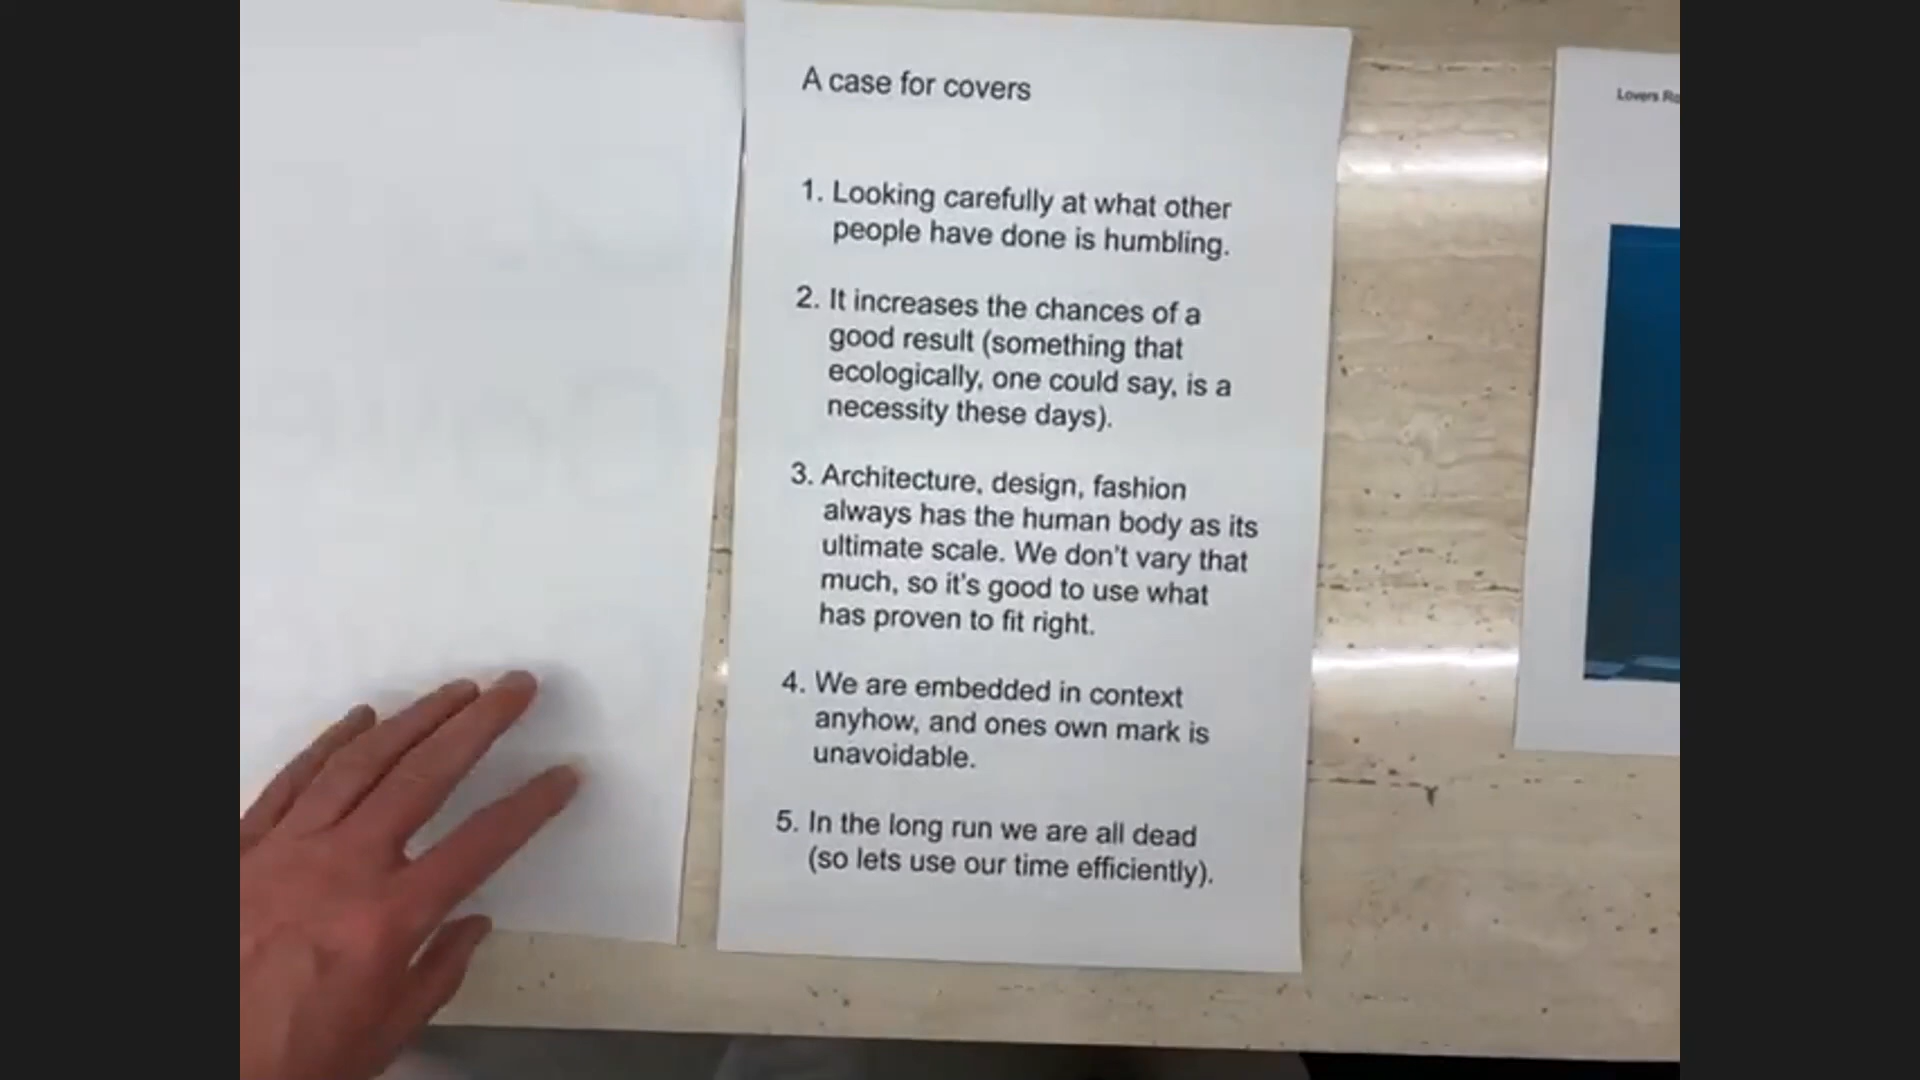 A case for covers
1. Looking carefully at what other
people have done is humbling.
2. It increases the chances of a
good result (something that
ecologically, one could say, is a
necessity these days).
3. Architecture, design, fashion
always has the human body as its
ultimate scale. We don't vary that
much, so it's good to use what
has proven to fit right.
4. We are embedded in context
anyhow, and ones own mark is
unavoidable.
5. In the long run we are all dead
(so lets use our time efficiently).
Lovers